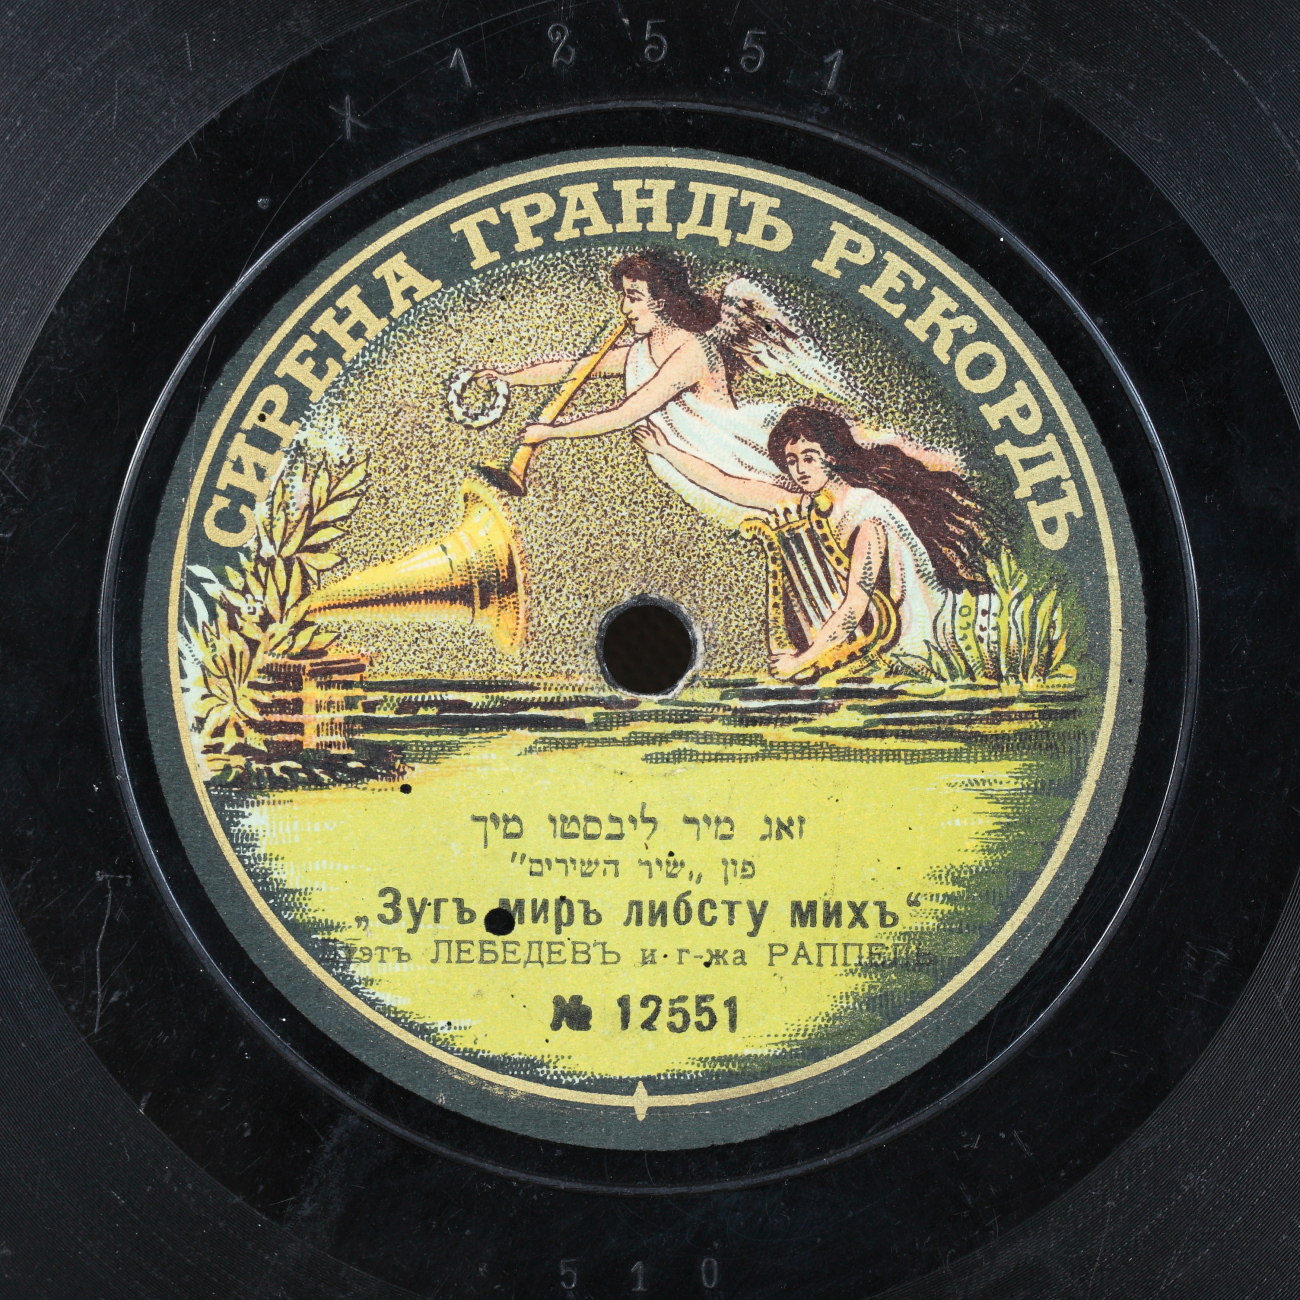 x 12551
СИРЕНА ГРАНДЪ РЕКОРДЪ
זאג מיר ליבסטו מיך
פון „שיר השירים”
„Зугъ миръ либсту михъ“
Дуэтъ ЛЕБЕДЕВЪ и г-жа РАППЕЛЬ
№ 12551
510